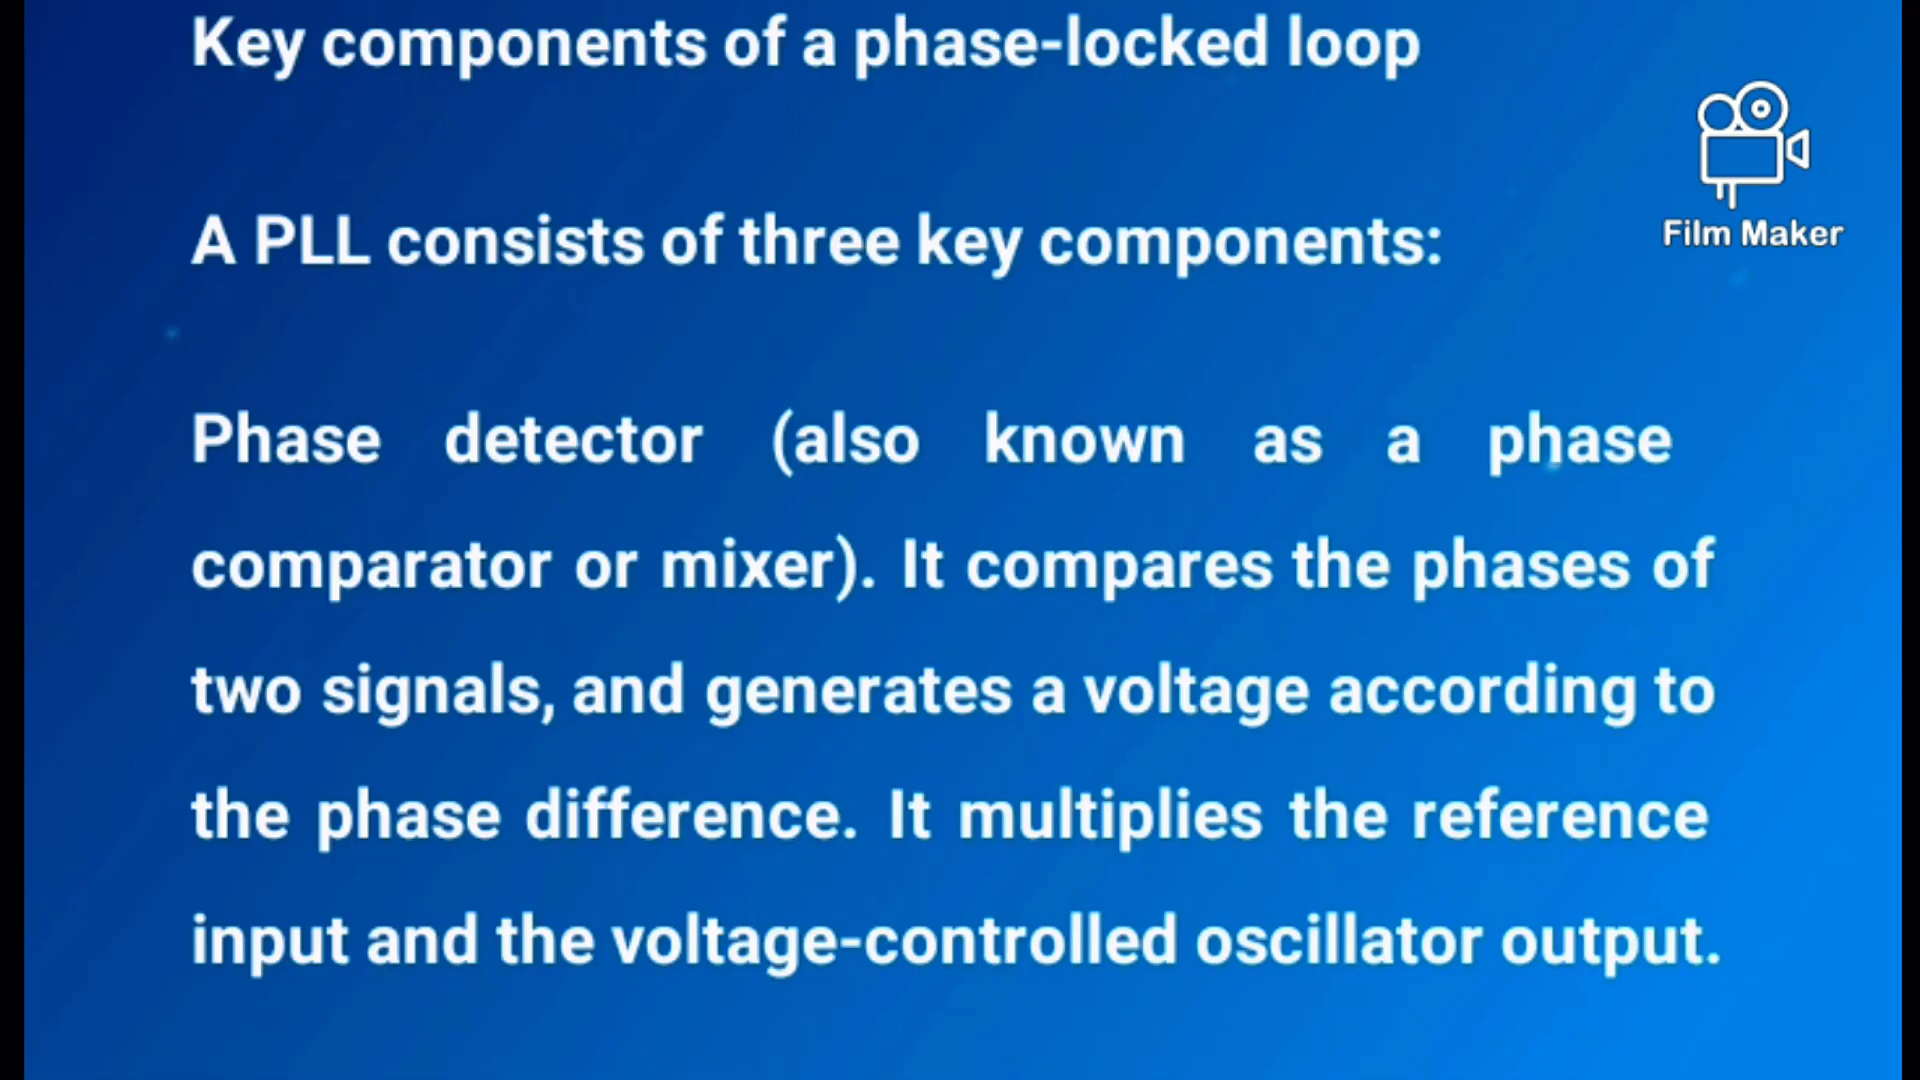 Key components of a phase-locked loop
Film Maker
A PLL consists of three key components:
Phase detector (also known as a phase
comparator or mixer). It compares the phases of
two signals, and generates a voltage according to
the phase difference. It multiplies the reference
input and the voltage-controlled oscillator output.